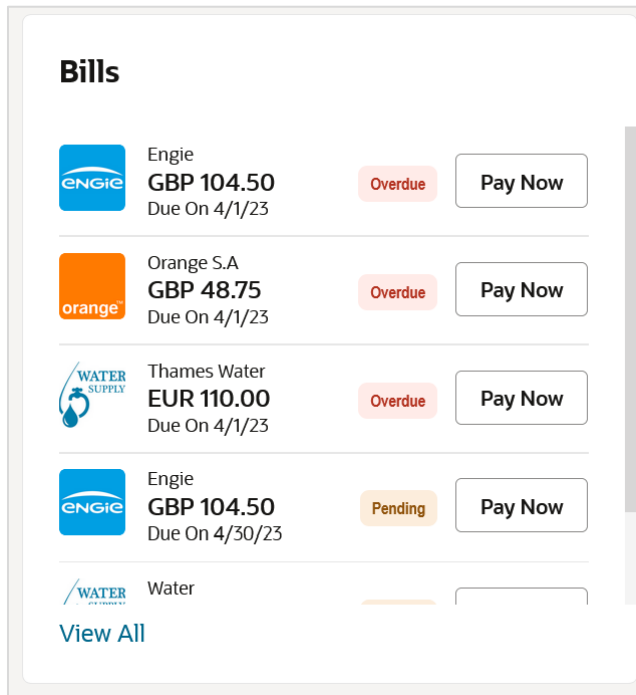 Bills
Engie
ENGIE
GBP 104.50
Overdue
Pay Now
Due On 4/1/23
Orange S.A
orange™
GBP 48.75
Overdue
Pay Now
Due On 4/1/23
Thames Water
WATER
SUPPLY
EUR 110.00
Overdue
Pay Now
Due On 4/1/23
Engie
ENGIE
GBP 104.50
Pending
Pay Now
Due On 4/30/23
Water
WATER
View All